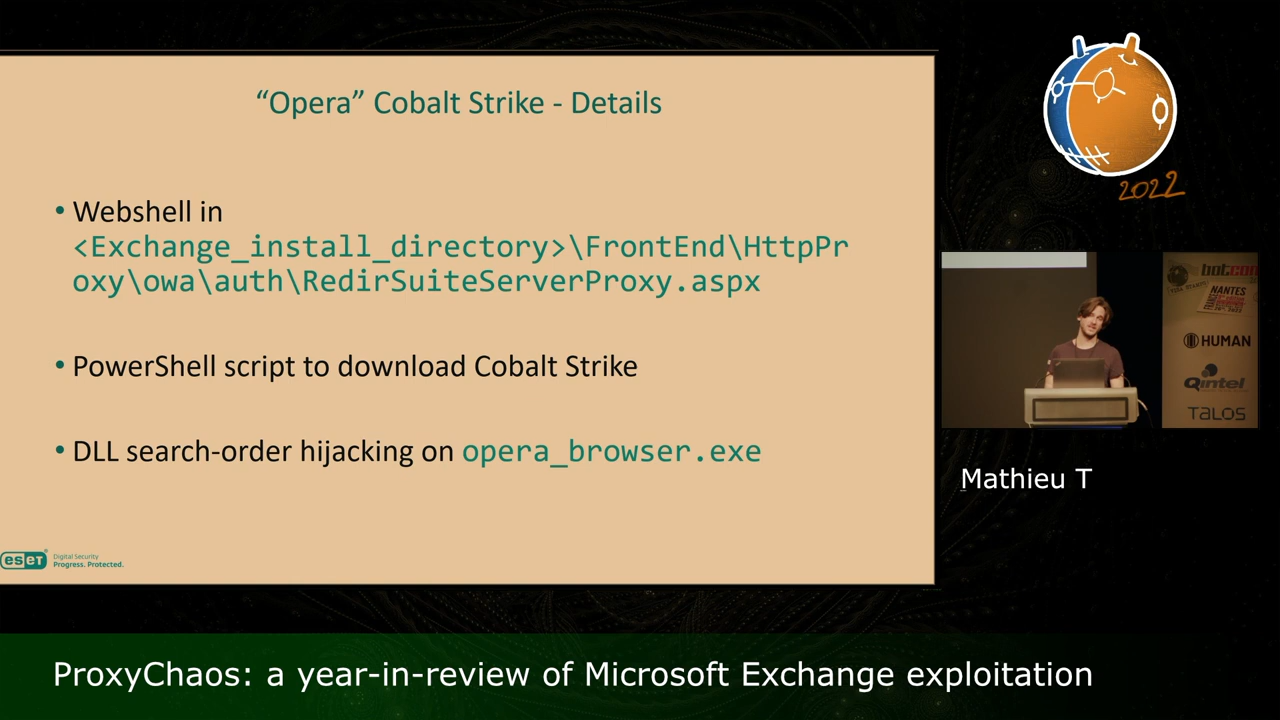 “Opera” Cobalt Strike - Details
• Webshell in
<Exchange_install_directory>\FrontEnd\HttpPr
oxy\owa\auth\RedirSuiteServerProxy.aspx
• PowerShell script to download Cobalt Strike
• DLL search-order hijacking on opera_browser.exe
eseT
Digital Security
Progress. Protected.
2022
botcon
NANTES
HUMAN
Qintel
TALOS
Mathieu T
ProxyChaos: a year-in-review of Microsoft Exchange exploitation